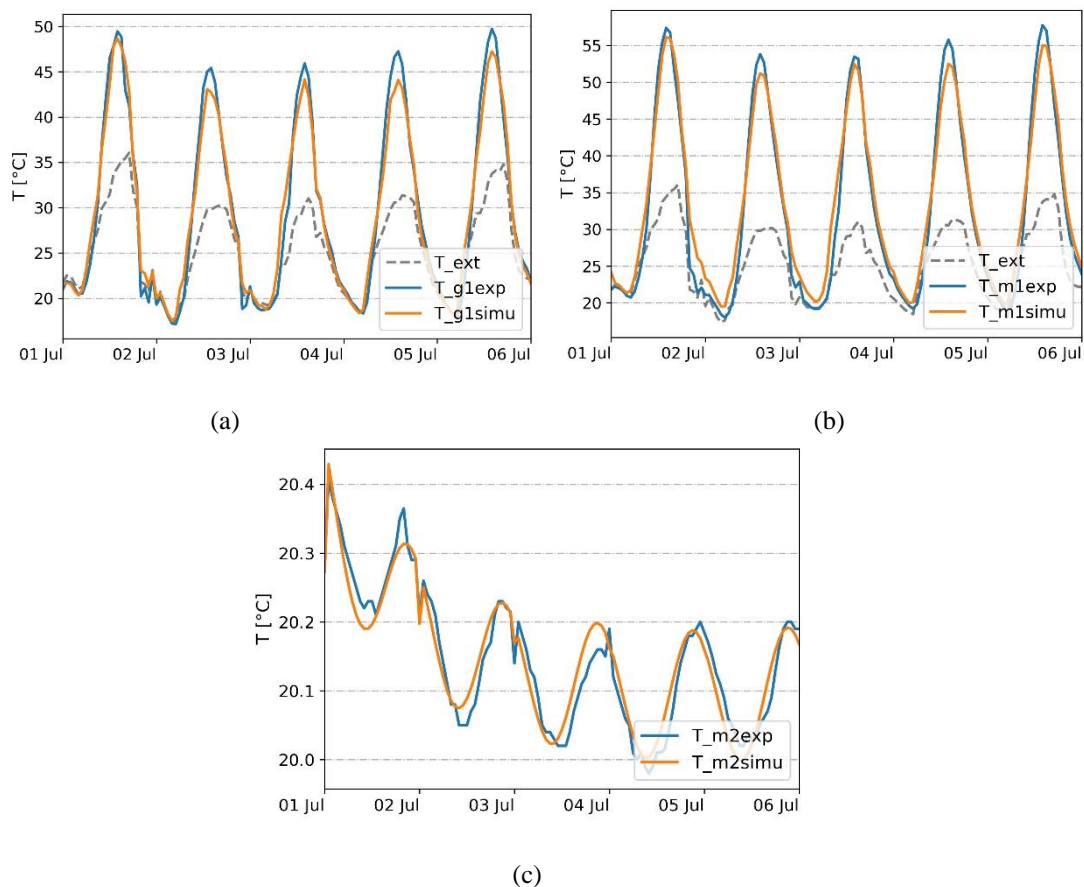 50
45
40
35
30
25
20
T [°C]
T_ext
T_g1exp
T_g1simu
01 Jul
02 Jul
03 Jul
04 Jul
05 Jul
06 Jul
(a)
55
50
45
40
35
30
25
20
T [°C]
T_ext
T_m1exp
T_m1simu
01 Jul
02 Jul
03 Jul
04 Jul
05 Jul
06 Jul
(b)
20.4
20.3
20.2
20.1
20.0
T [°C]
T_m2exp
T_m2simu
01 Jul
02 Jul
03 Jul
04 Jul
05 Jul
06 Jul
(c)